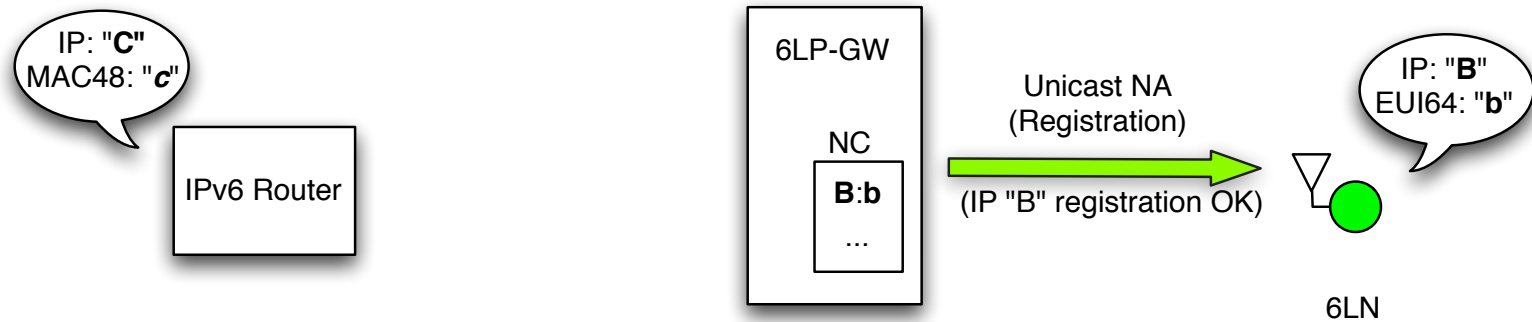 IP: "C"
MAC48: "c"
IPv6 Router
6LP-GW
NC
B:b
...
Unicast NA
(Registration)
(IP "B" registration OK)
IP: "B"
EUI64: "b"
6LN